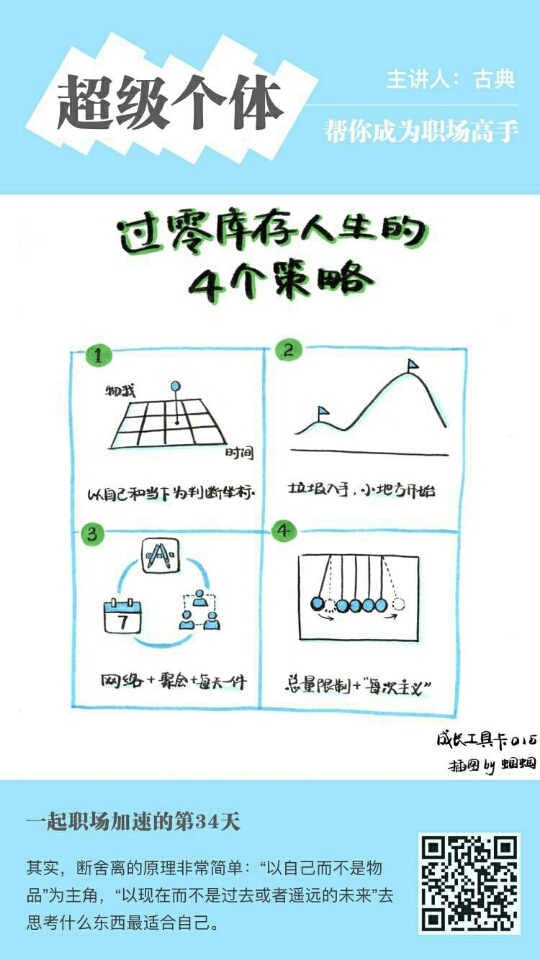 超级个体
主讲人：古典
帮你成为职场高手
过零库存人生的
4个策略
1
物我
时间
以自己和当下为判断坐标.
2
垃圾入手，小地方开始
3
7
网络+聚会+每天一件
4
总量限制+“每次主义”
成长工具卡015
插图by 蝈蝈
一起职场加速的第34天
其实，断舍离的原理非常简单：“以自己而不是物
品”为主角，“以现在而不是过去或者遥远的未来”去
思考什么东西最适合自己。